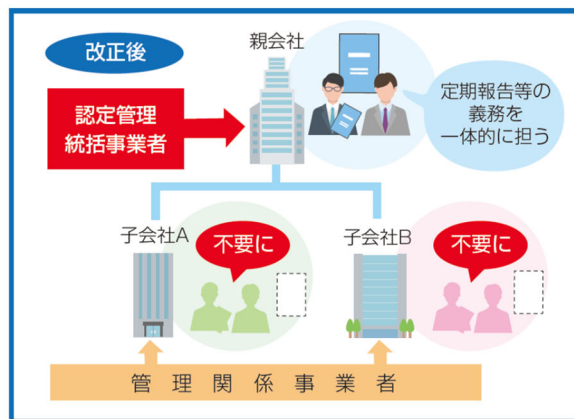 改正後
親会社
認定管理
統括事業者
定期報告等の
義務を
一体的に担う
子会社A
不要に
子会社B
不要に
管理関係事業者